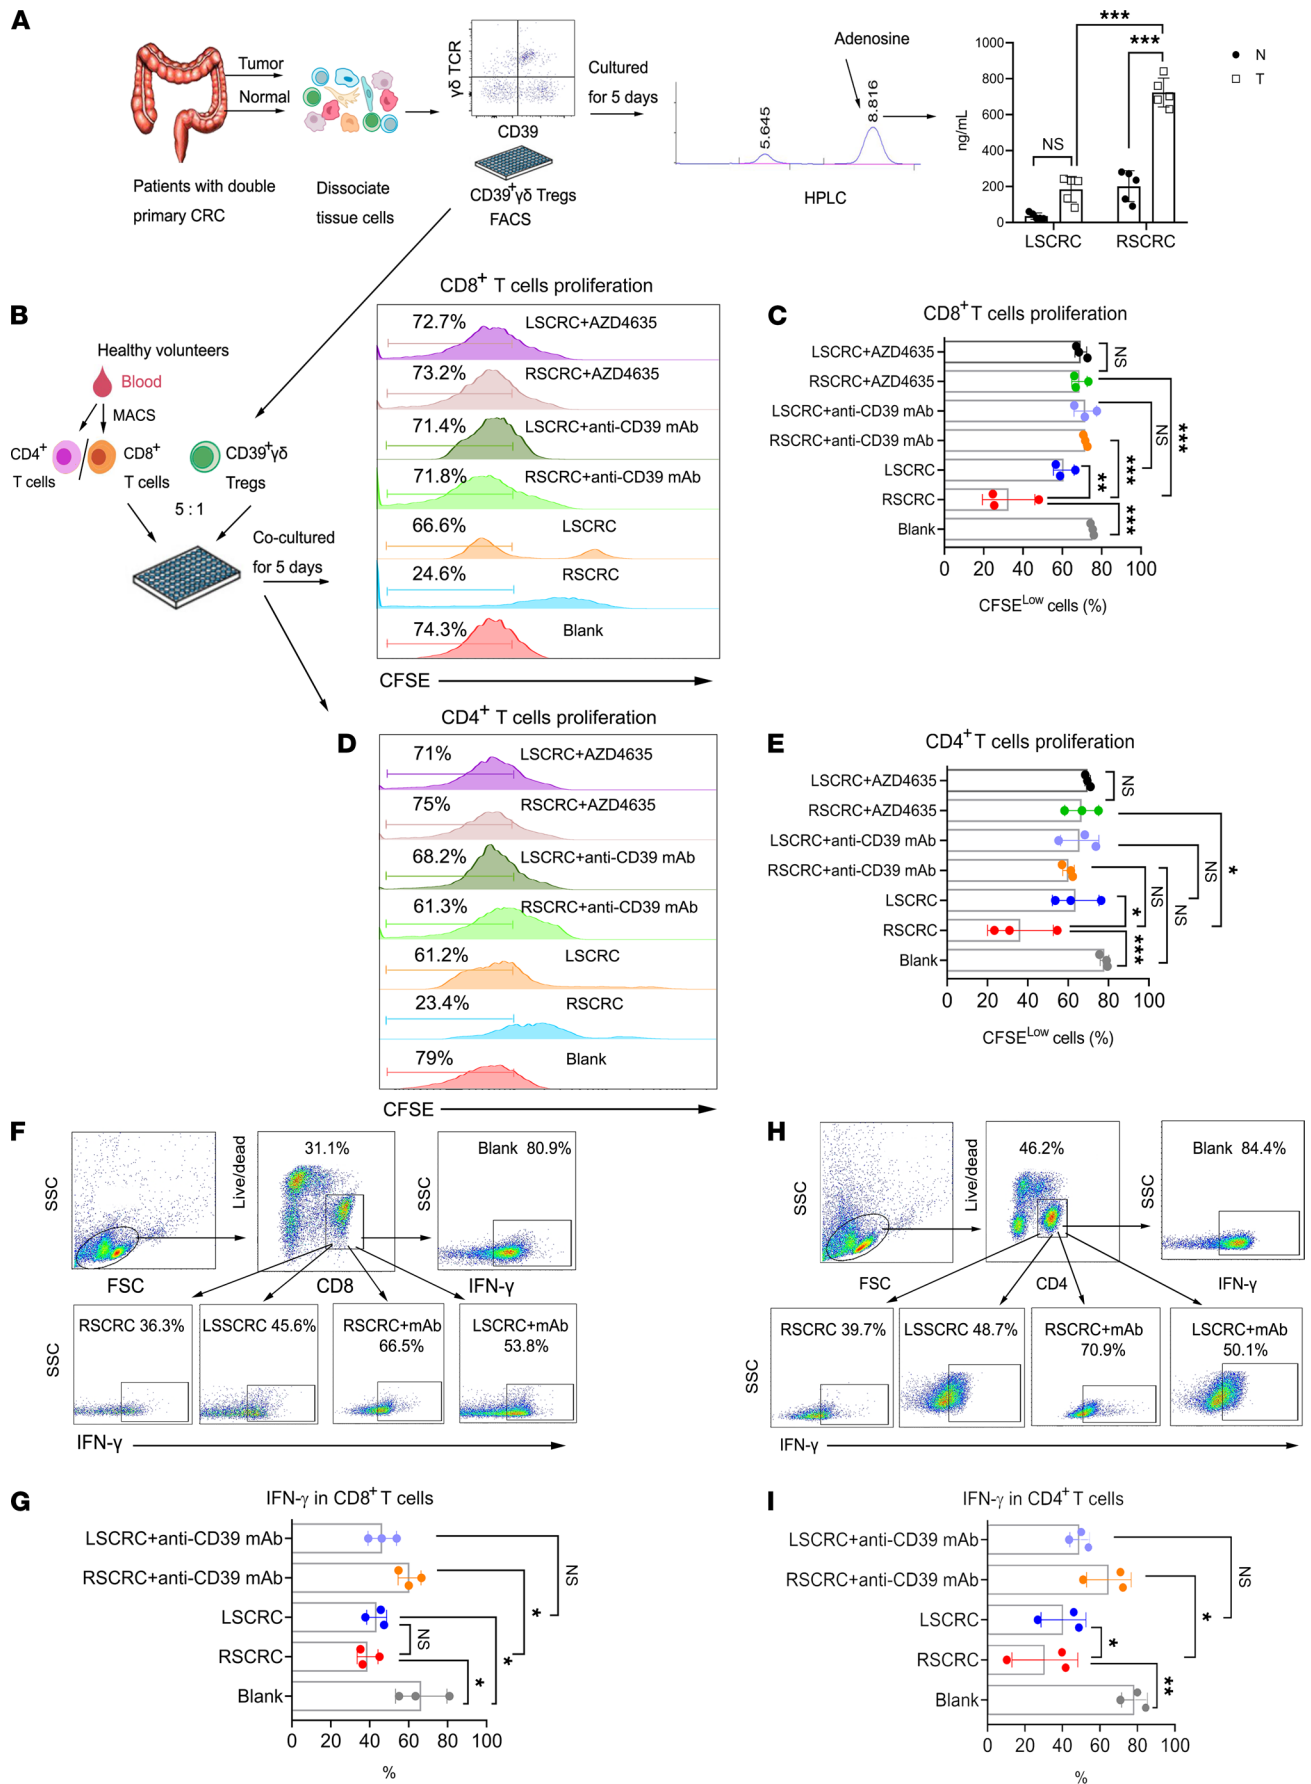 A
Tumor
Normal
Patients with double
primary CRC
Dissociate
tissue cells
γδ TCR
CD39
CD39+γδ Tregs
FACS
Cultured
for 5 days
Adenosine
5.645
8.816
HPLC
ng/mL
1000
800
600
400
200
0
NS
***
***
LSCRC
RSCRC
N
T
B
Healthy volunteers
Blood
MACS
CD4+
T cells
CD8+
T cells
CD39+γδ
Tregs
5 : 1
Co-cultured
for 5 days
CD8+ T cells proliferation
72.7% LSCRC+AZD4635
73.2% RSCRC+AZD4635
71.4% LSCRC+anti-CD39 mAb
71.8% RSCRC+anti-CD39 mAb
66.6% LSCRC
24.6% RSCRC
74.3% Blank
CFSE
C
CD8+ T cells proliferation
LSCRC+AZD4635
RSCRC+AZD4635
LSCRC+anti-CD39 mAb
RSCRC+anti-CD39 mAb
LSCRC
RSCRC
Blank
NS
**
***
***
NS
***
0 20 40 60 80 100
CFSELow cells (%)
D
CD4+ T cells proliferation
71% LSCRC+AZD4635
75% RSCRC+AZD4635
68.2% LSCRC+anti-CD39 mAb
61.3% RSCRC+anti-CD39 mAb
61.2% LSCRC
23.4% RSCRC
79% Blank
CFSE
E
CD4+ T cells proliferation
LSCRC+AZD4635
RSCRC+AZD4635
LSCRC+anti-CD39 mAb
RSCRC+anti-CD39 mAb
LSCRC
RSCRC
Blank
NS
*
***
NS
NS
NS
*
0 20 40 60 80 100
CFSELow cells (%)
F
SSC
FSC
Live/dead
31.1%
CD8
SSC
Blank 80.9%
IFN-γ
SSC
RSCRC 36.3%
LSSCRC 45.6%
RSCRC+mAb
66.5%
LSCRC+mAb
53.8%
IFN-γ
H
SSC
FSC
Live/dead
46.2%
CD4
SSC
Blank 84.4%
IFN-γ
SSC
RSCRC 39.7%
LSSCRC 48.7%
RSCRC+mAb
70.9%
LSCRC+mAb
50.1%
IFN-γ
G
IFN-γ in CD8+ T cells
LSCRC+anti-CD39 mAb
RSCRC+anti-CD39 mAb
LSCRC
RSCRC
Blank
NS
*
*
*
NS
0 20 40 60 80 100
%
I
IFN-γ in CD4+ T cells
LSCRC+anti-CD39 mAb
RSCRC+anti-CD39 mAb
LSCRC
RSCRC
Blank
*
**
*
NS
0 20 40 60 80 100
%